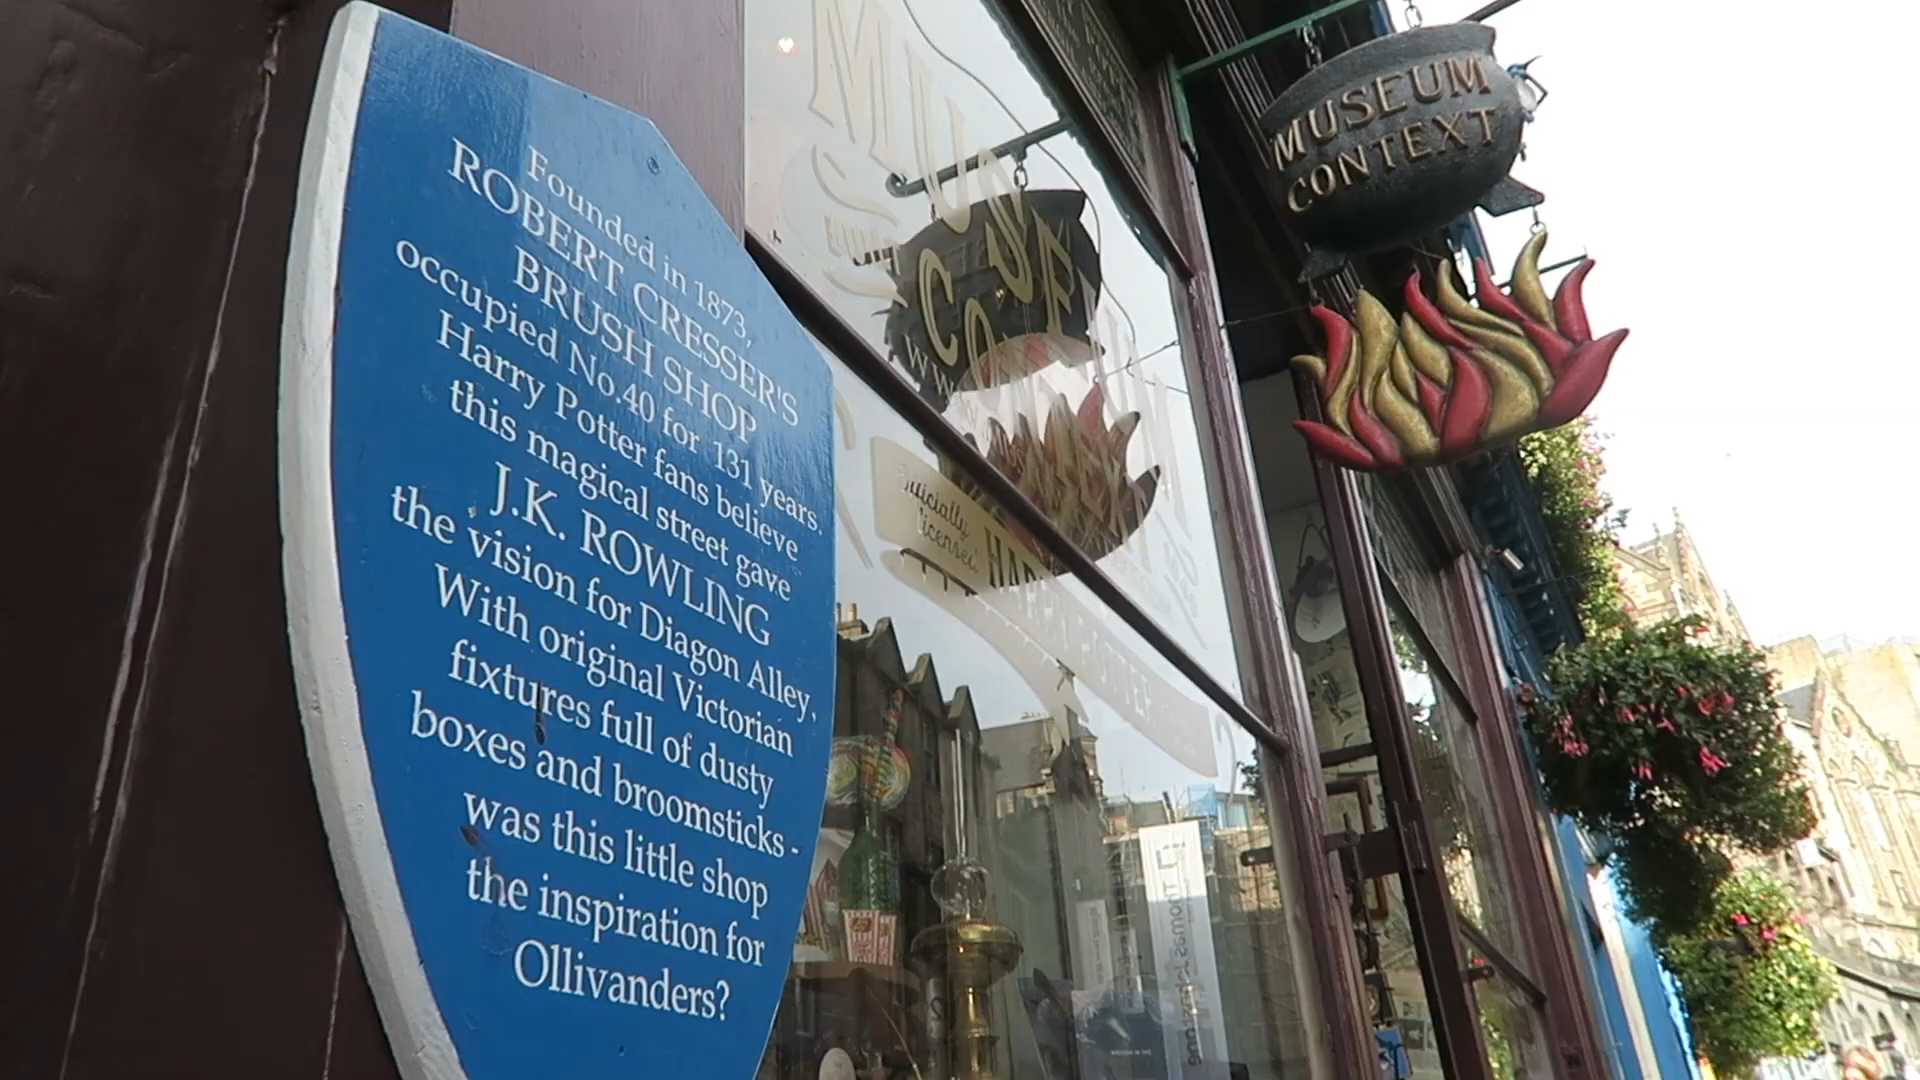 Founded in 1873,
ROBERT CRESSER'S
BRUSH SHOP
occupied No.40 for 131 years.
Harry Potter fans believe
this magical street gave
J.K. ROWLING
the vision for Diagon Alley.
With original Victorian
fixtures full of dusty
boxes and broomsticks -
was this little shop
the inspiration for
Ollivanders?
MUSEUM
CONTEXT
HARRY POTTER